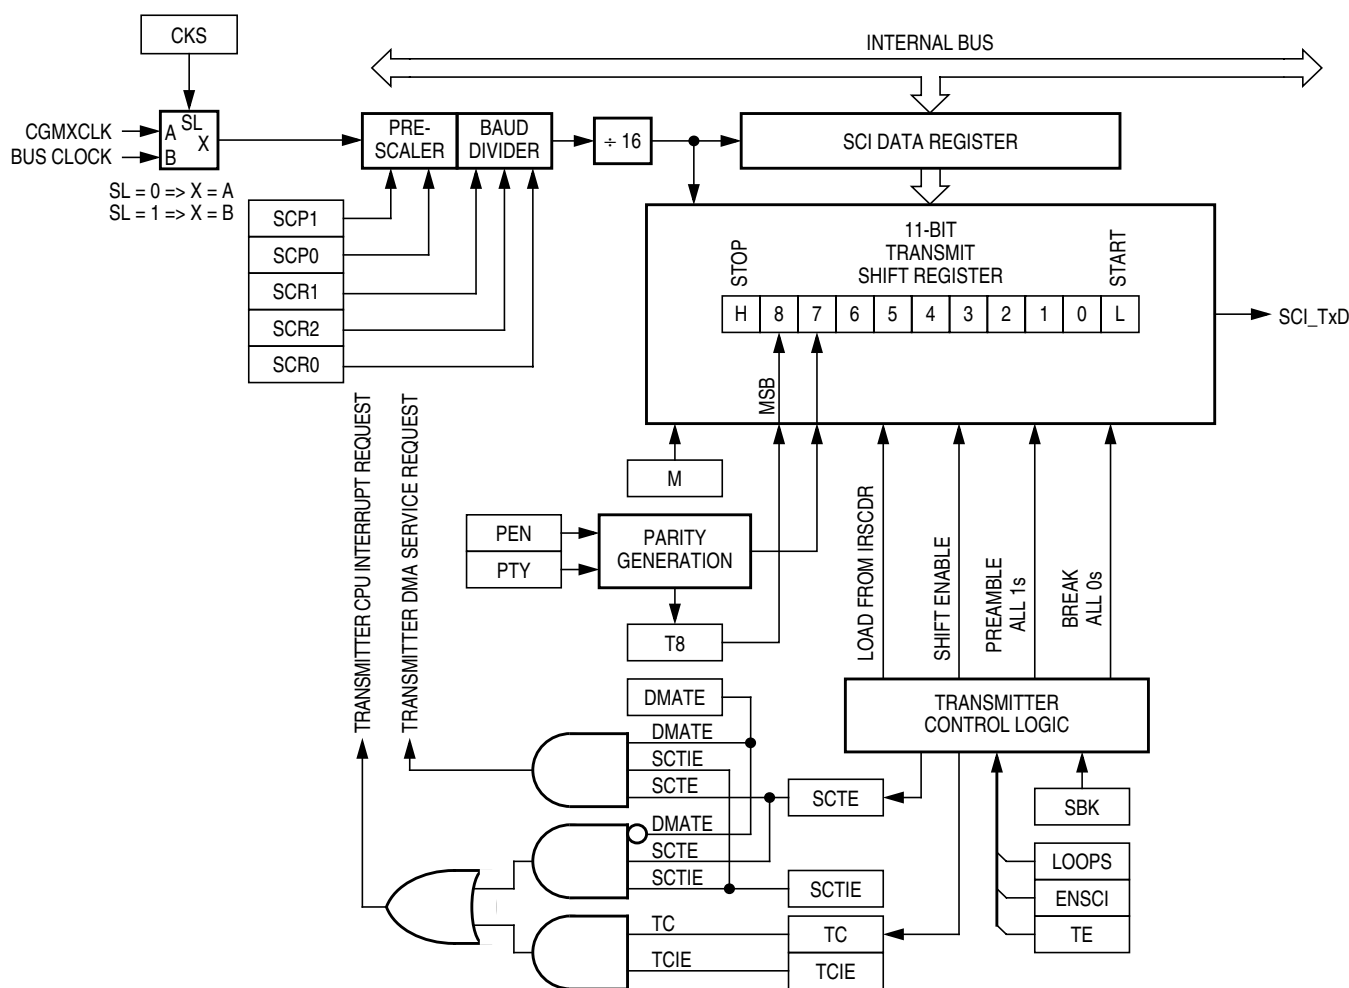 CKS
INTERNAL BUS
CGMXCLK
BUS CLOCK
SL
A
X
B
SL = 0 => X = A
SL = 1 => X = B
PRE-
SCALER
BAUD
DIVIDER
÷ 16
SCI DATA REGISTER
SCP1
SCP0
SCR1
SCR2
SCR0
11-BIT
TRANSMIT
SHIFT REGISTER
STOP
START
H 8 7 6 5 4 3 2 1 0 L
SCI_TxD
MSB
M
TRANSMITTER CPU INTERRUPT REQUEST
TRANSMITTER DMA SERVICE REQUEST
PEN
PTY
PARITY
GENERATION
T8
LOAD FROM IRSCDR
SHIFT ENABLE
PREAMBLE
ALL 1s
BREAK
ALL 0s
TRANSMITTER
CONTROL LOGIC
DMATE
DMATE
SCTIE
SCTE
SCTE
DMATE
SCTE
SCTIE
SCTIE
TC
TC
TCIE
TCIE
SBK
LOOPS
ENSCI
TE